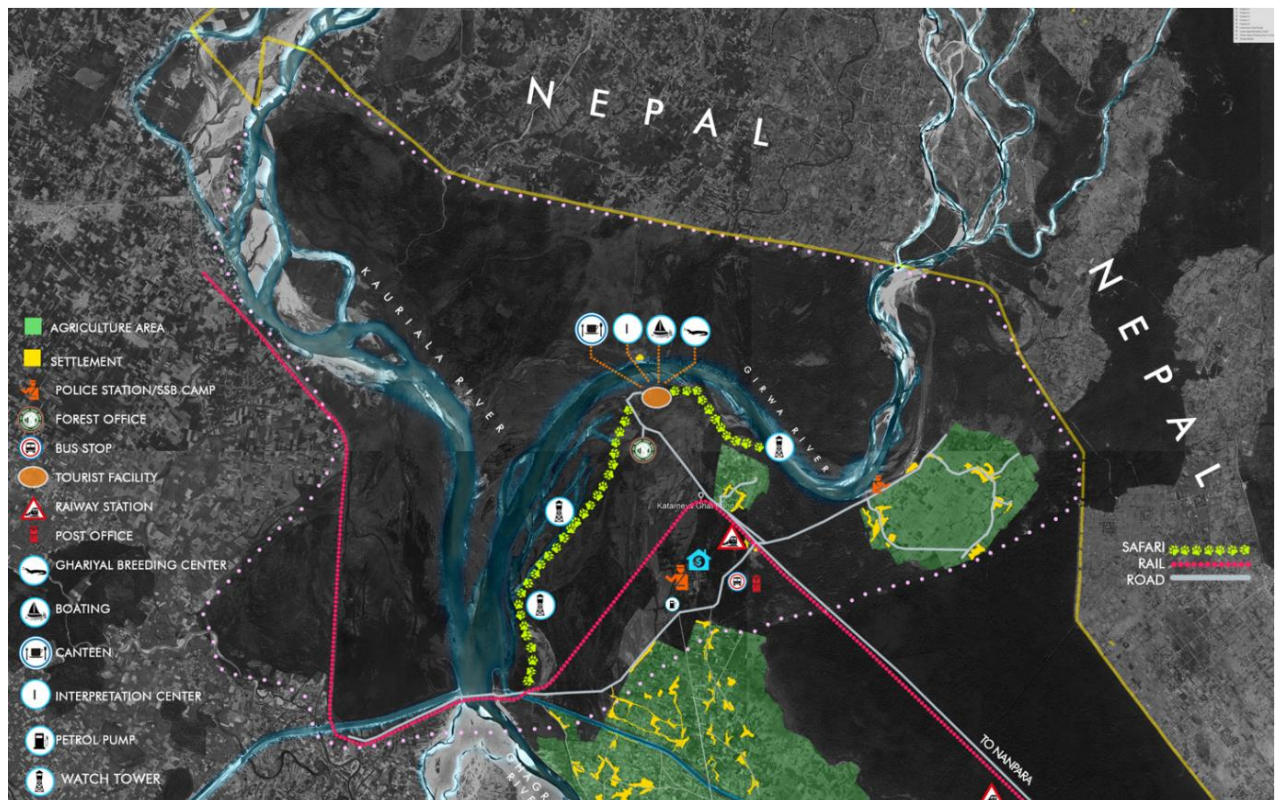 NEPAL
NEPAL
KAURIALA RIVER
GIRWA RIVER
AGRICULTURE AREA
SETTLEMENT
POLICE STATION/SSB CAMP
FOREST OFFICE
BUS STOP
TOURIST FACILITY
RAIWAY STATION
POST OFFICE
GHARIYAL BREEDING CENTER
BOATING
CANTEEN
I INTERPRETATION CENTER
PETROL PUMP
WATCH TOWER
I
SAFARI
RAIL
ROAD
TO NANPARA
RIVER